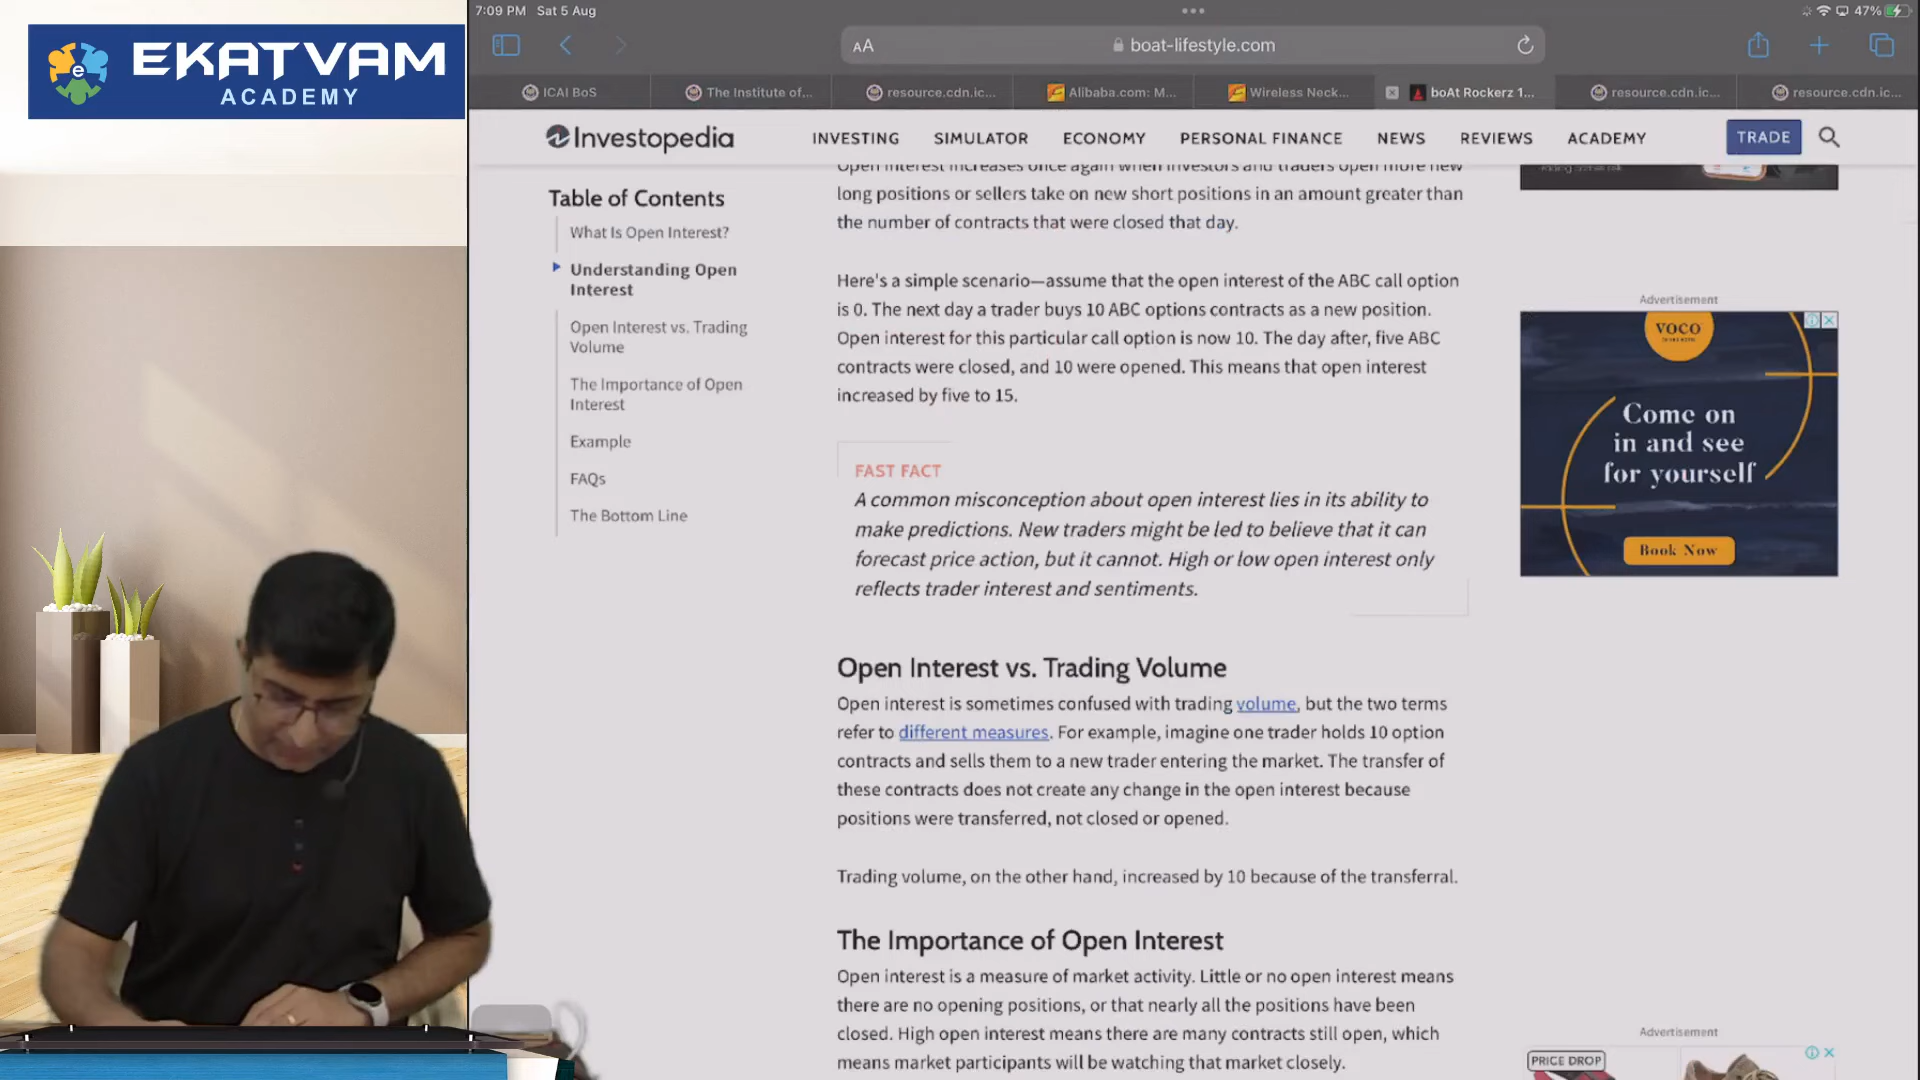 EKATVAM
ACADEMY
7:09 PM Sat 5 Aug
47%
AA
boat-lifestyle.com
ICAI BoS
The Institute of...
resource.cdn.ic...
Alibaba.com: M...
Wireless Neck...
boAt Rockerz 1...
resource.cdn.ic...
resource.cdn.ic...
Investopedia
INVESTING
SIMULATOR
ECONOMY
PERSONAL FINANCE
NEWS
REVIEWS
ACADEMY
TRADE
Table of Contents
What Is Open Interest?
Understanding Open
Interest
Open Interest vs. Trading
Volume
The Importance of Open
Interest
Example
FAQs
The Bottom Line
Open interest increases once again when investors and traders open more new
long positions or sellers take on new short positions in an amount greater than
the number of contracts that were closed that day.
Here's a simple scenario—assume that the open interest of the ABC call option
is 0. The next day a trader buys 10 ABC options contracts as a new position.
Open interest for this particular call option is now 10. The day after, five ABC
contracts were closed, and 10 were opened. This means that open interest
increased by five to 15.
FAST FACT
A common misconception about open interest lies in its ability to
make predictions. New traders might be led to believe that it can
forecast price action, but it cannot. High or low open interest only
reflects trader interest and sentiments.
Open Interest vs. Trading Volume
Open interest is sometimes confused with trading volume, but the two terms
refer to different measures. For example, imagine one trader holds 10 option
contracts and sells them to a new trader entering the market. The transfer of
these contracts does not create any change in the open interest because
positions were transferred, not closed or opened.
Trading volume, on the other hand, increased by 10 because of the transferral.
The Importance of Open Interest
Open interest is a measure of market activity. Little or no open interest means
there are no opening positions, or that nearly all the positions have been
closed. High open interest means there are many contracts still open, which
means market participants will be watching that market closely.
Advertisement
VOCO
Come on
in and see
for yourself
Book Now
Advertisement
PRICE DROP